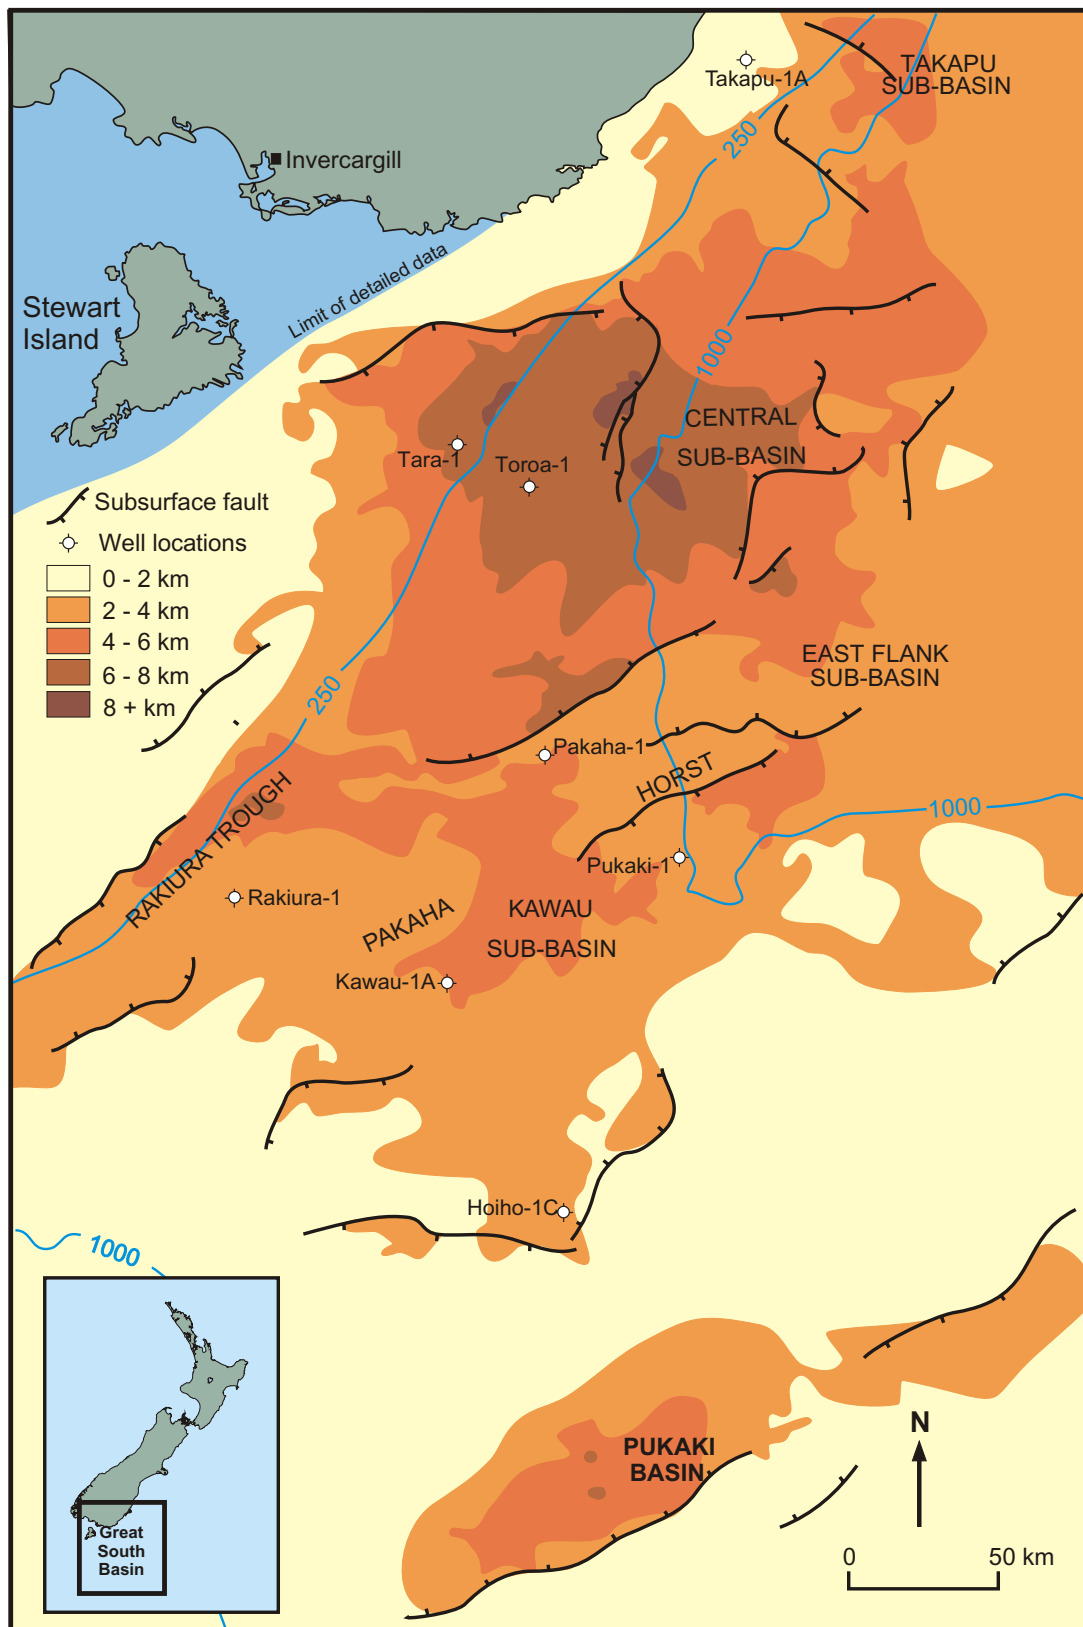 Takapu-1A
TAKAPU
SUB-BASIN
250
Invercargill
Limit of detailed data
Stewart
Island
1000
CENTRAL
SUB-BASIN
Tara-1
Toroa-1
Subsurface fault
Well locations
0 - 2 km
2 - 4 km
4 - 6 km
6 - 8 km
8 + km
EAST FLANK
SUB-BASIN
250
Pakaha-1
HORST
RAKIURA TROUGH
1000
Pukaki-1
Rakiura-1
PAKAHA
KAWAU
SUB-BASIN
Kawau-1A
Hoiho-1C
1000
PUKAKI
BASIN
N
Great
South
Basin
0 50 km